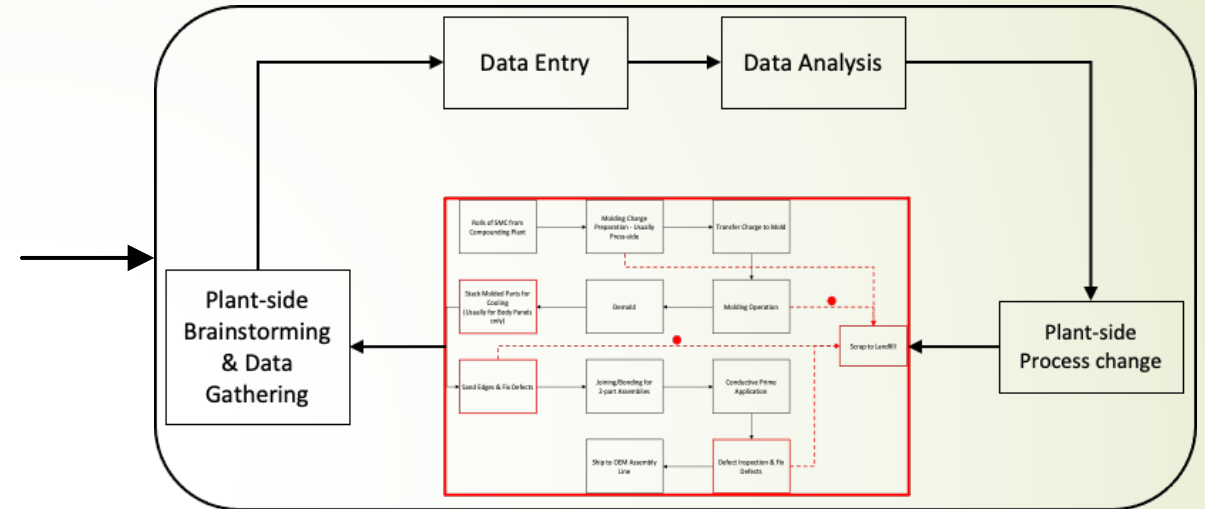 Data Entry
Data Analysis
Rolls of SMC from
Compounding Plant
Molding Charge
Preparation - Usually
Press-side
Transfer Charge to Mold
Stack Molded Parts for
Cooling
(Usually for Body Panels
only)
Demold
Molding Operation
Scrap to Landfill
Sand Edges & Fix Defects
Joining/Bonding for
2-part Assemblies
Conductive Prime
Application
Ship to OEM Assembly
Line
Defect Inspection & Fix
Defects
Plant-side
Brainstorming
& Data
Gathering
Plant-side
Process change